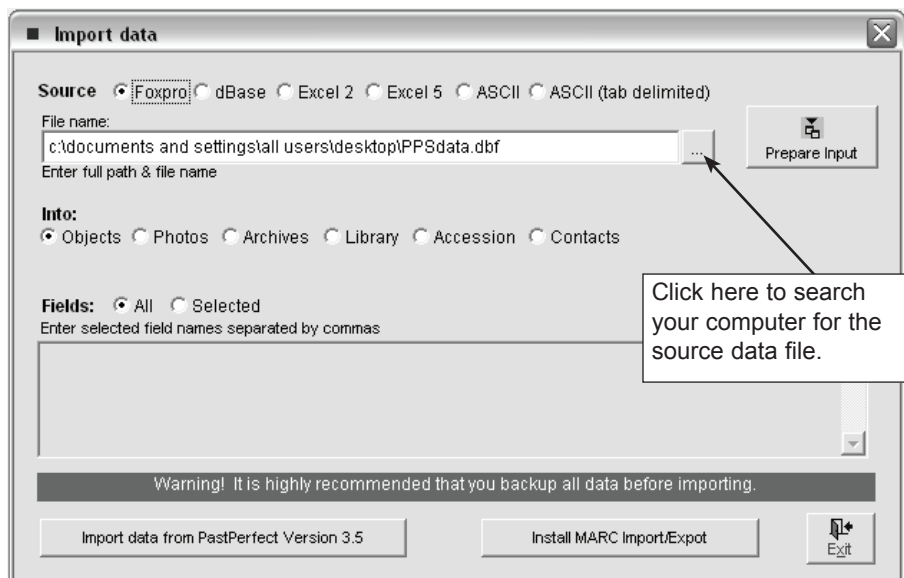 Import data
Source Foxpro dBase Excel 2 Excel 5 ASCII ASCII (tab delimited)
File name:
c:\documents and settings\all users\desktop\PPSdata.dbf
...
Prepare Input
Enter full path & file name
Into:
Objects Photos Archives Library Accession Contacts
Click here to search
your computer for the
source data file.
Fields: All Selected
Enter selected field names separated by commas
Warning! It is highly recommended that you backup all data before importing.
Import data from PastPerfect Version 3.5
Install MARC Import/Expot
Exit